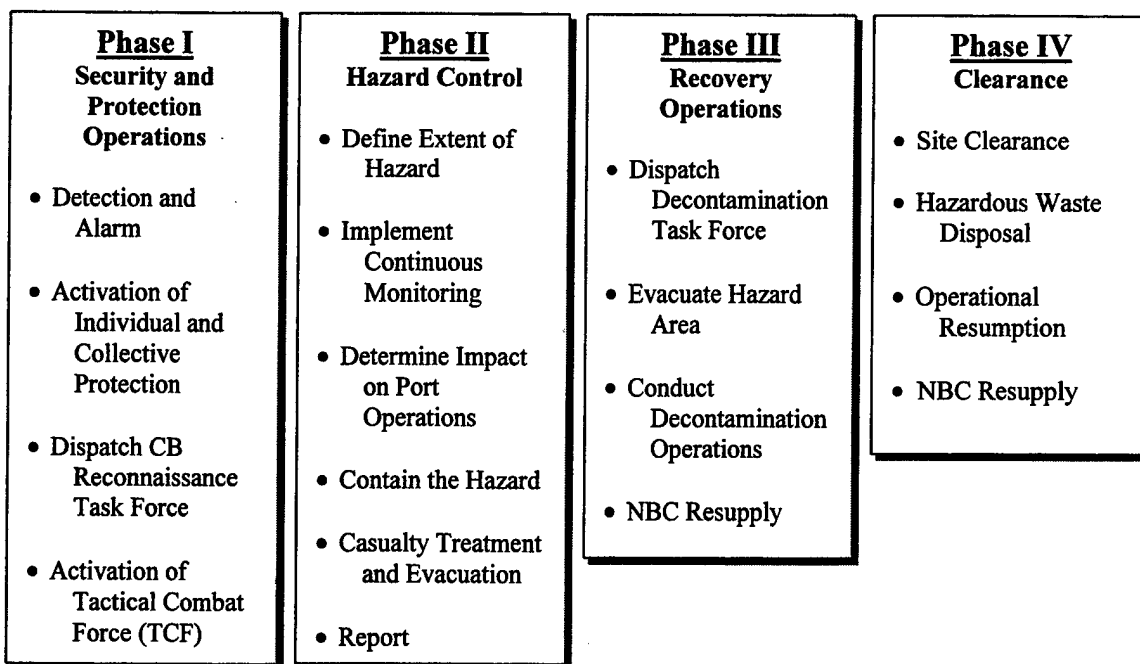 Phase I
Security and
Protection
Operations
• Detection and
Alarm
• Activation of
Individual and
Collective
Protection
• Dispatch CB
Reconnaissance
Task Force
• Activation of
Tactical Combat
Force (TCF)
Phase II
Hazard Control
• Define Extent of
Hazard
• Implement
Continuous
Monitoring
• Determine Impact
on Port
Operations
• Contain the Hazard
• Casualty Treatment
and Evacuation
• Report
Phase III
Recovery
Operations
• Dispatch
Decontamination
Task Force
• Evacuate Hazard
Area
• Conduct
Decontamination
Operations
• NBC Resupply
Phase IV
Clearance
• Site Clearance
• Hazardous Waste
Disposal
• Operational
Resumption
• NBC Resupply